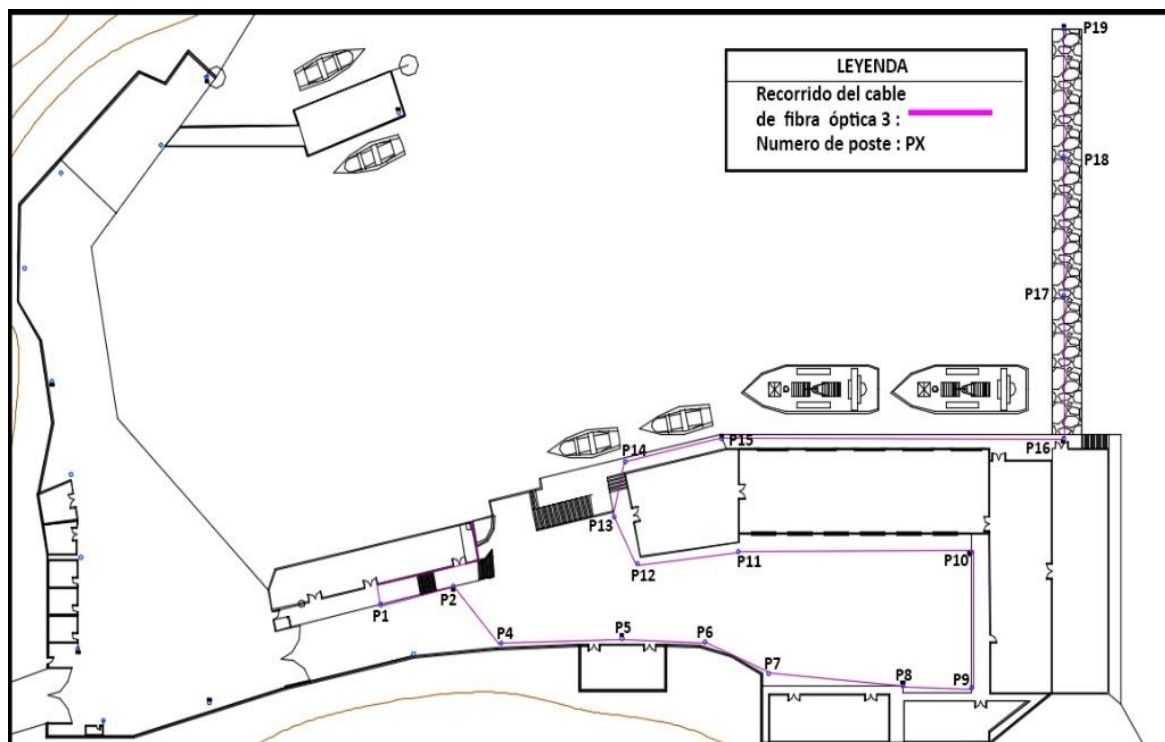 P19
LEYENDA
Recorrido del cable
de fibra óptica 3 :
Numero de poste : PX
P18
P17
P15
P16
P14
P13
P12
P11
P10
P1
P2
P4
P5
P6
P7
P8
P9